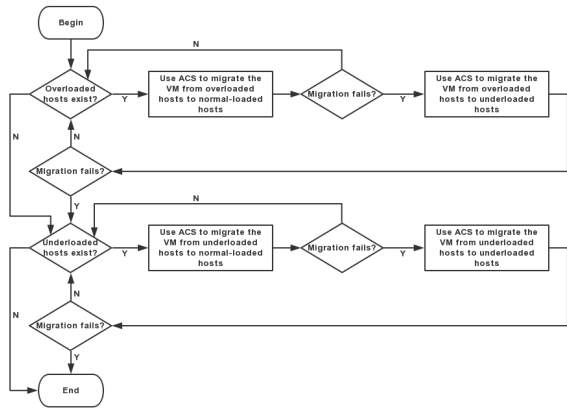 Begin
N
Overloaded
hosts exist?
Y
Use ACS to migrate the
VM from overloaded
hosts to normal-loaded
hosts
Migration fails?
Y
Use ACS to migrate the
VM from overloaded
hosts to underloaded
hosts
N
N
Migration fails?
Y
N
Underloaded
hosts exist?
Y
Use ACS to migrate the
VM from underloaded
hosts to normal-loaded
hosts
Migration fails?
Y
Use ACS to migrate the
VM from underloaded
hosts to underloaded
hosts
N
N
Migration fails?
Y
End